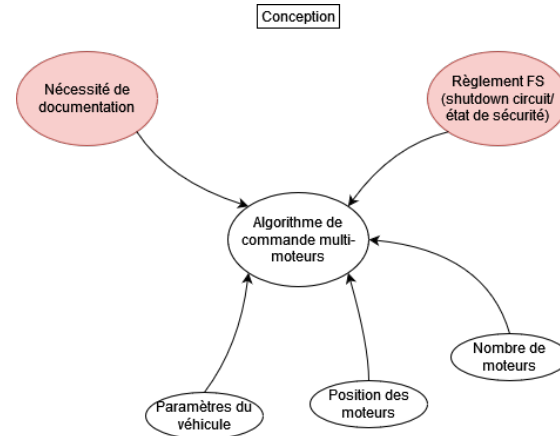 Conception
Nécessité de
documentation
Règlement FS
(shutdown circuit/
état de sécurité)
Algorithme de
commande multi-
moteurs
Nombre de
moteurs
Position des
moteurs
Paramètres du
véhicule